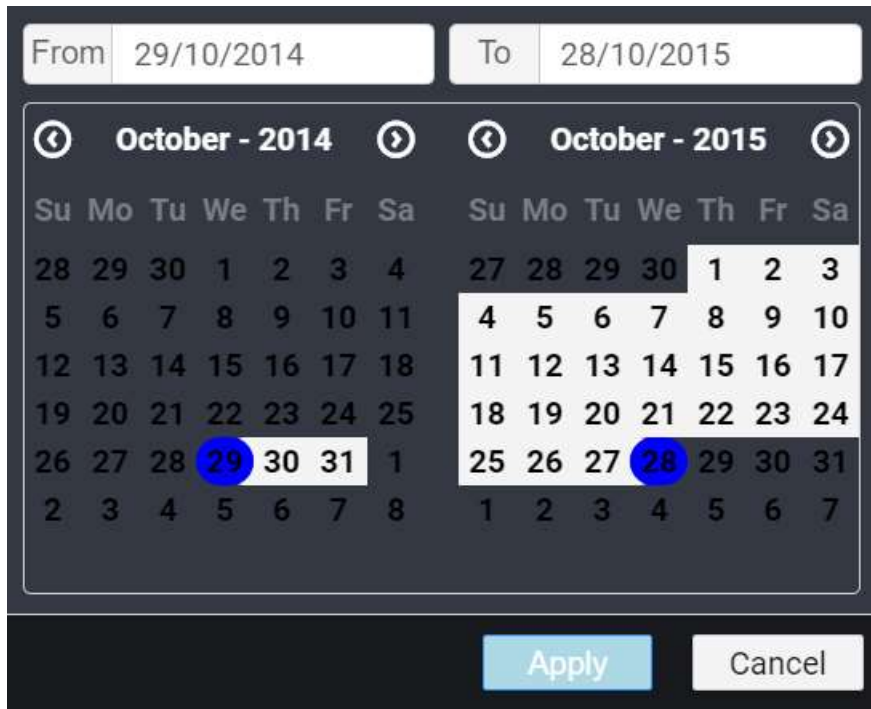 From 29/10/2014 To 28/10/2015
October - 2014 October - 2015
Su Mo Tu We Th Fr Sa Su Mo Tu We Th Fr Sa
28 29 30 1 2 3 4 27 28 29 30 1 2 3
5 6 7 8 9 10 11 4 5 6 7 8 9 10
12 13 14 15 16 17 18 11 12 13 14 15 16 17
19 20 21 22 23 24 25 18 19 20 21 22 23 24
26 27 28 29 30 31 1 25 26 27 28 29 30 31
2 3 4 5 6 7 8 1 2 3 4 5 6 7
Apply Cancel